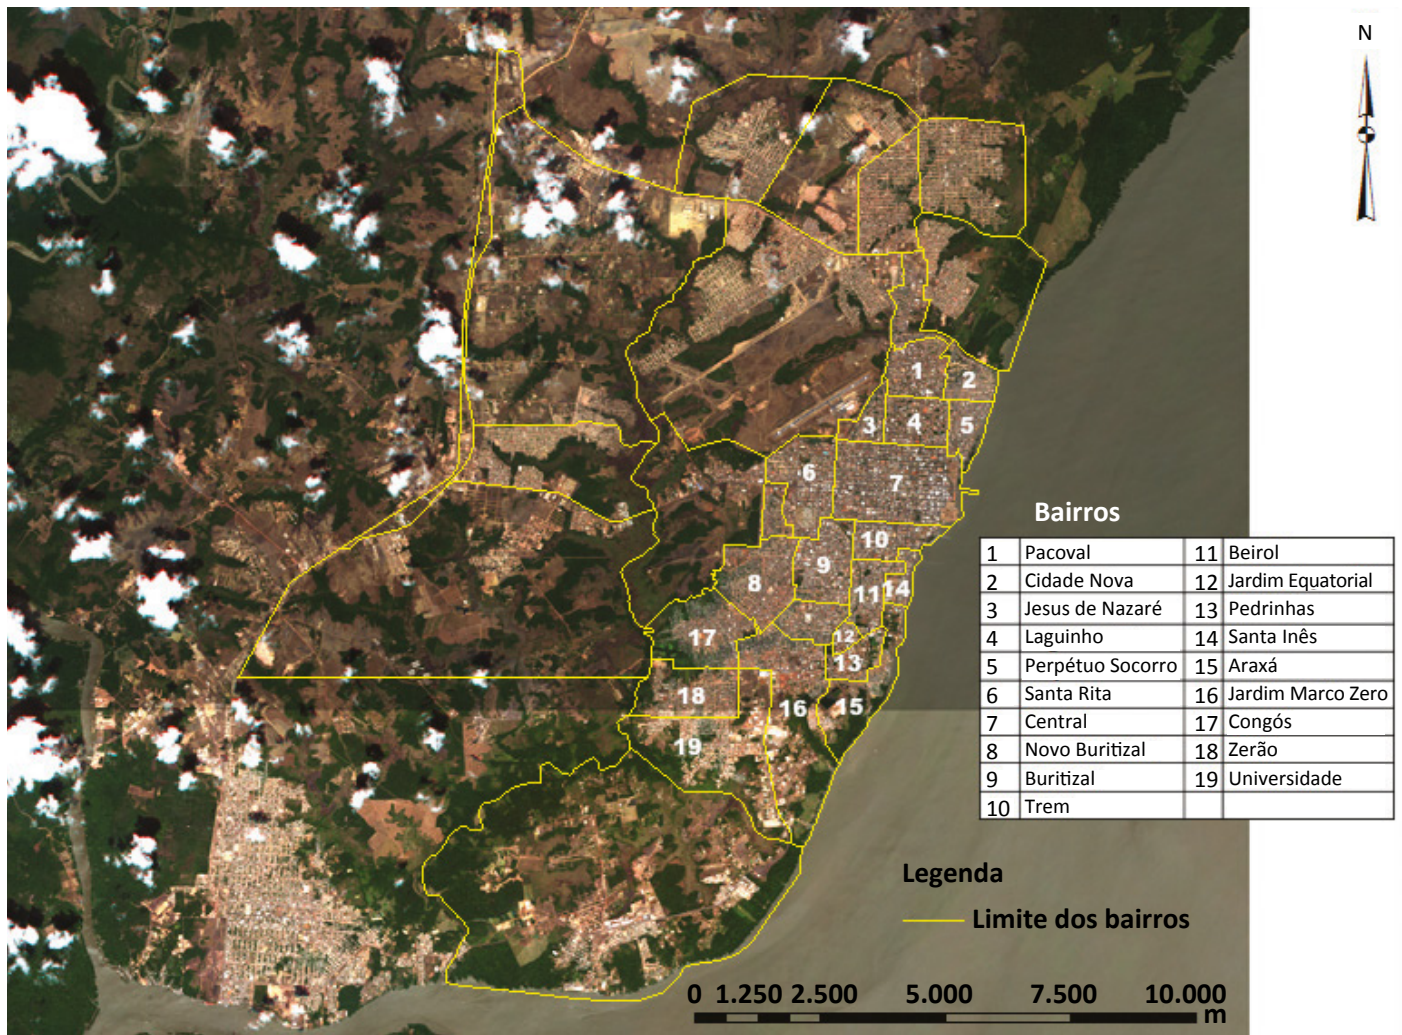 N
1
2
3
4
5
6
7
8
9
10
11
14
12
13
17
18
16
15
19
Bairros
1 Pacoval 11 Beirol
2 Cidade Nova 12 Jardim Equatorial
3 Jesus de Nazaré 13 Pedrinhas
4 Laguinho 14 Santa Inês
5 Perpétuo Socorro 15 Araxá
6 Santa Rita 16 Jardim Marco Zero
7 Central 17 Congós
8 Novo Buritizal 18 Zerão
9 Buritizal 19 Universidade
10 Trem
Legenda
Limite dos bairros
0 1.250 2.500 5.000 7.500 10.000
m